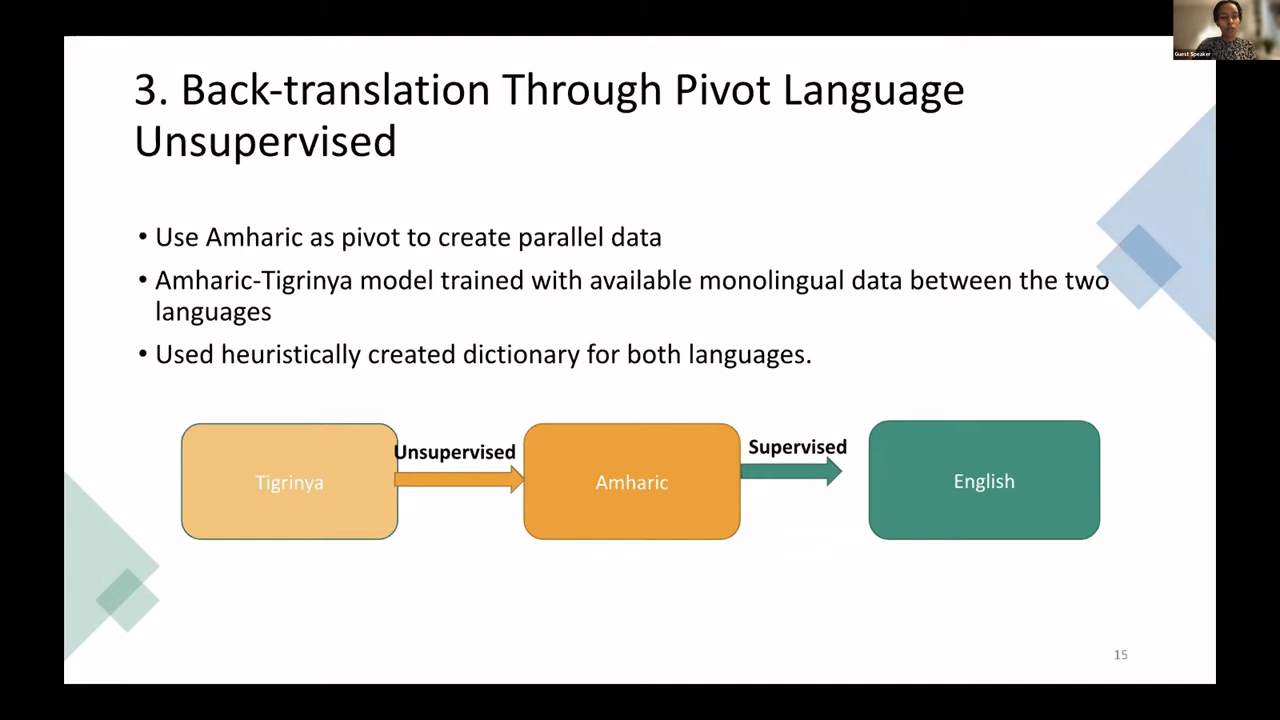 Guest Speaker
3. Back-translation Through Pivot Language
Unsupervised
• Use Amharic as pivot to create parallel data
• Amharic-Tigrinya model trained with available monolingual data between the two
languages
• Used heuristically created dictionary for both languages.
Unsupervised
Supervised
Tigrinya
Amharic
English
15